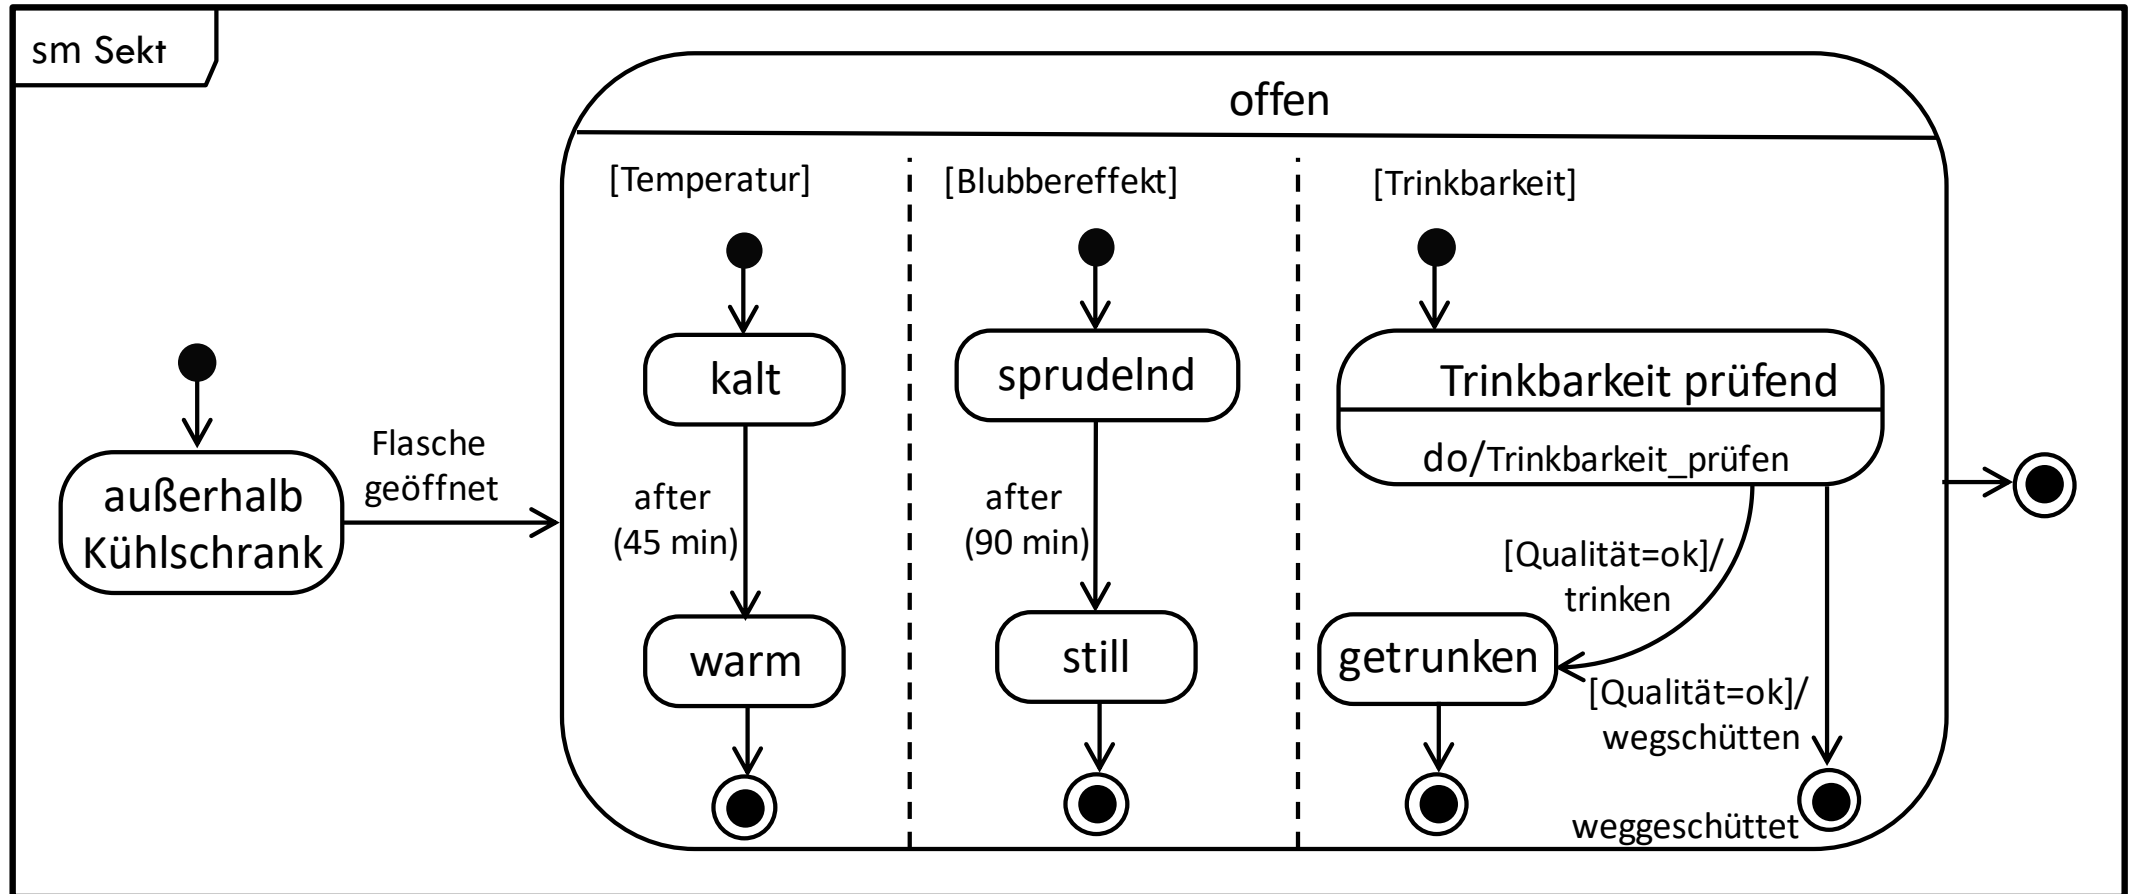 sm Sekt
offen
[Temperatur]
[Blubbereffekt]
[Trinkbarkeit]
kalt
sprudelnd
Trinkbarkeit prüfend
do/Trinkbarkeit_prüfen
Flasche
geöffnet
außerhalb
Kühlschrank
after
(45 min)
after
(90 min)
[Qualität=ok]/
trinken
warm
still
getrunken
[Qualität=ok]/
wegschütten
weggeschüttet